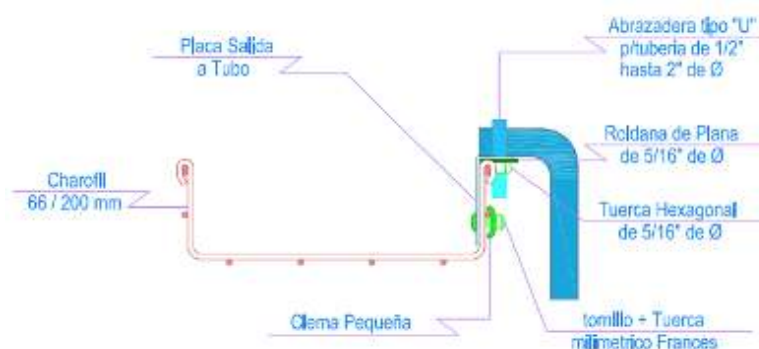 Placa Salida
a Tubo
Abrazadera tipo "U"
p/tuberia de 1/2"
hasta 2" de Ø
Roldana de Plana
de 5/16" de Ø
Charofil
66 / 200 mm
Tuerca Hexagonal
de 5/16" de Ø
Clema Pequeña
tornillo + Tuerca
milimetrico Frances